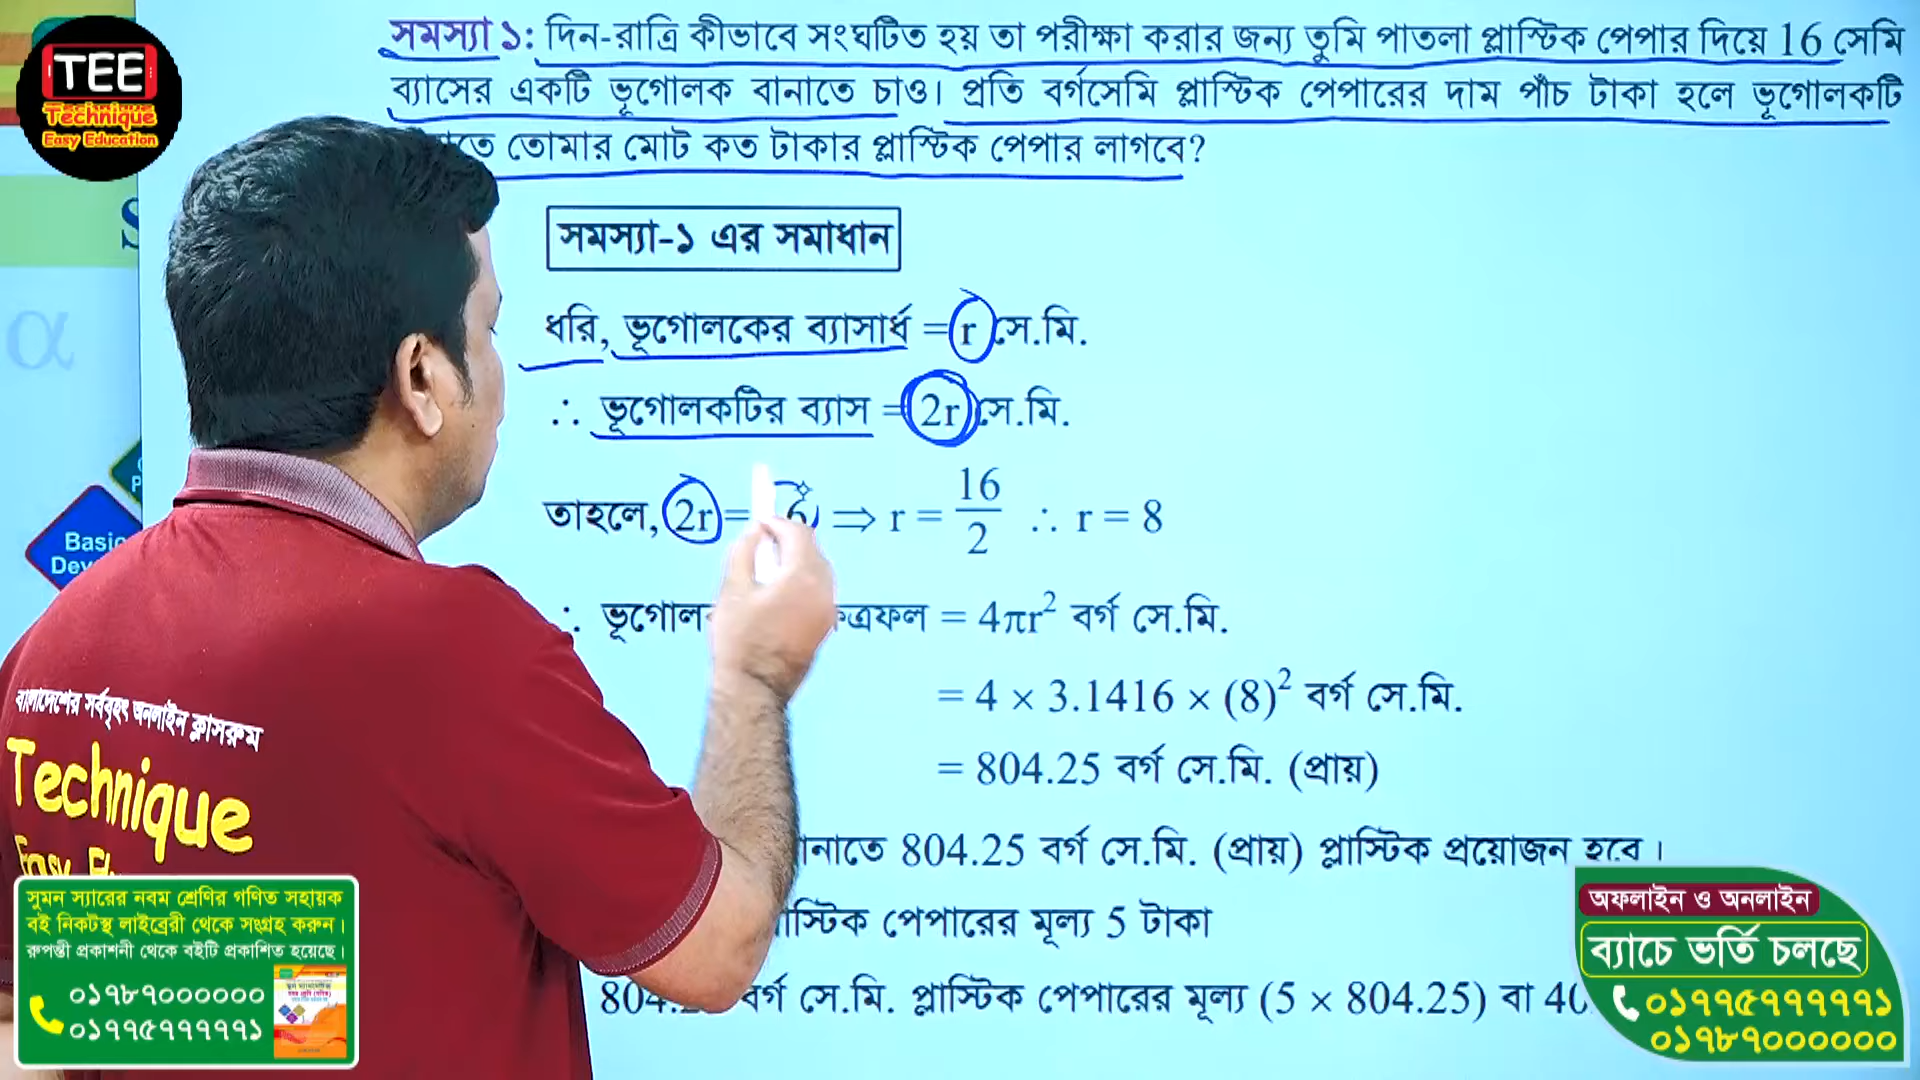 TEE
Technique
Easy Education
সমস্যা ১: দিন-রাত্রি কীভাবে সংঘটিত হয় তা পরীক্ষা করার জন্য তুমি পাতলা প্লাস্টিক পেপার দিয়ে 16 সেমি
ব্যাসের একটি ভূগোলক বানাতে চাও। প্রতি বর্গসেমি প্লাস্টিক পেপারের দাম পাঁচ টাকা হলে ভূগোলকটি
তোমার মোট কত টাকার প্লাস্টিক পেপার লাগবে?
সমস্যা-১ এর সমাধান
ধরি, ভূগোলকের ব্যাসার্ধ = r সে.মি.
∴ ভূগোলকটির ব্যাস = 2r সে.মি.
তাহলে, 2r = 6 ⇒ r = 16/2 ∴ r = 8
= 4πr² বর্গ সে.মি.
= 4 × 3.1416 × (8)² বর্গ সে.মি.
= 804.25 বর্গ সে.মি. (প্রায়)
804.25 বর্গ সে.মি. (প্রায়) প্লাস্টিক প্রয়োজন হবে।
পেপারের মূল্য 5 টাকা
বর্গ সে.মি. প্লাস্টিক পেপারের মূল্য (5 × 804.25) বা 40
α
Basic
বাংলাদেশের সর্ববৃহৎ অনলাইন ক্লাসরুম
Technique
সুমন স্যারের নবম শ্রেণির গণিত সহায়ক
বই নিকটস্থ লাইব্রেরী থেকে সংগ্রহ করুন।
রুপন্তী প্রকাশনী থেকে বইটি প্রকাশিত হয়েছে।
০১৭৮৭০০০০০০
০১৭৭৫৭৭৭৭৭১
অফলাইন ও অনলাইন
ব্যাচে ভর্তি চলছে
০১৭৭৫৭৭৭৭৭১
০১৭৮৭০০০০০০